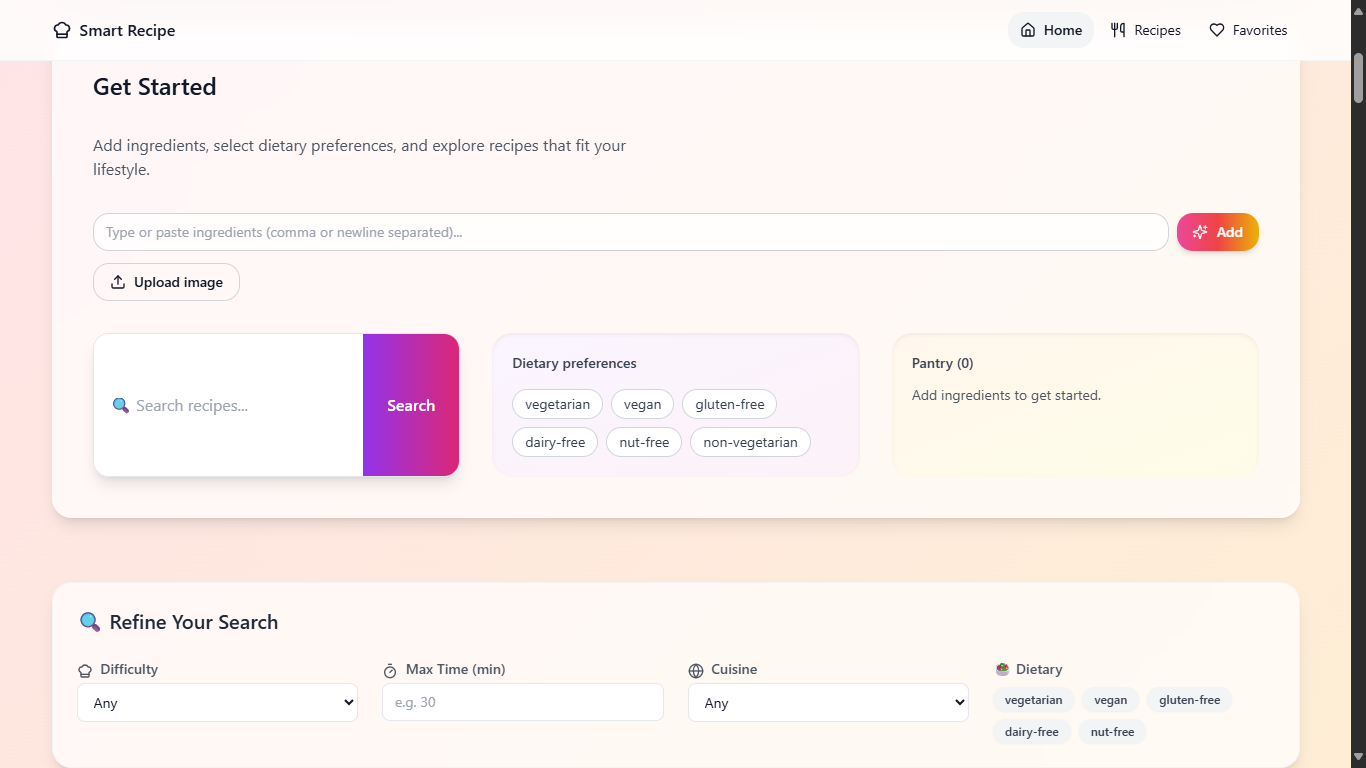 Smart Recipe
Home Recipes Favorites
Get Started
Add ingredients, select dietary preferences, and explore recipes that fit your
lifestyle.
Type or paste ingredients (comma or newline separated)...
Add
Upload image
Search recipes...
Search
Dietary preferences
vegetarian vegan gluten-free
dairy-free nut-free non-vegetarian
Pantry (0)
Add ingredients to get started.
Refine Your Search
Difficulty
Any
Max Time (min)
e.g. 30
Cuisine
Any
Dietary
vegetarian vegan gluten-free
dairy-free nut-free